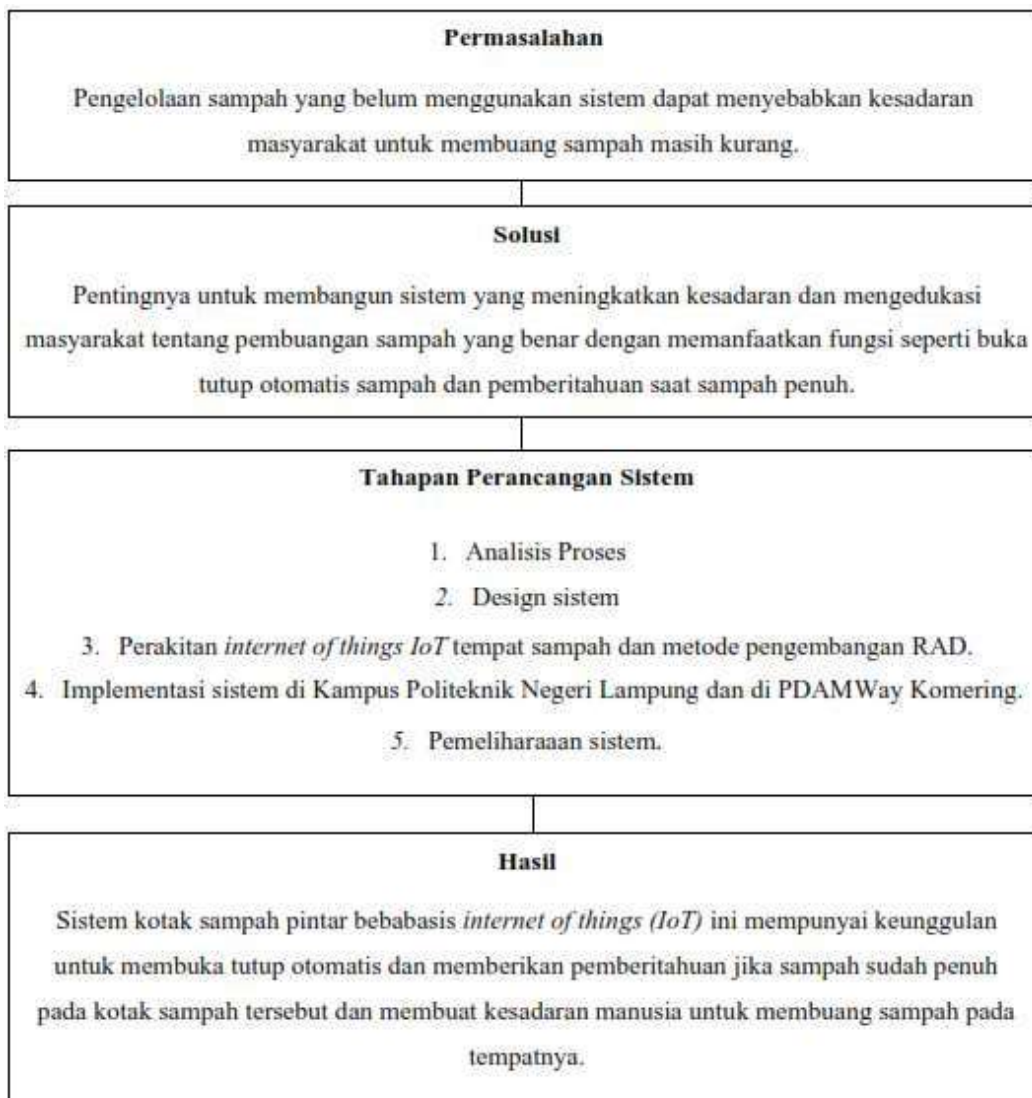 Permasalahan
Pengelolaan sampah yang belum menggunakan sistem dapat menyebabkan kesadaran
masyarakat untuk membuang sampah masih kurang.
Solusi
Pentingnya untuk membangun sistem yang meningkatkan kesadaran dan mengedukasi
masyarakat tentang pembuangan sampah yang benar dengan memanfaatkan fungsi seperti buka
tutup otomatis sampah dan pemberitahuan saat sampah penuh.
Tahapan Perancangan Sistem
1. Analisis Proses
2. Design sistem
3. Perakitan internet of things IoT tempat sampah dan metode pengembangan RAD.
4. Implementasi sistem di Kampus Politeknik Negeri Lampung dan di PDAMWay Komering.
5. Pemeliharaaan sistem.
Hasil
Sistem kotak sampah pintar bebabasis internet of things (IoT) ini mempunyai keunggulan
untuk membuka tutup otomatis dan memberikan pemberitahuan jika sampah sudah penuh
pada kotak sampah tersebut dan membuat kesadaran manusia untuk membuang sampah pada
tempatnya.